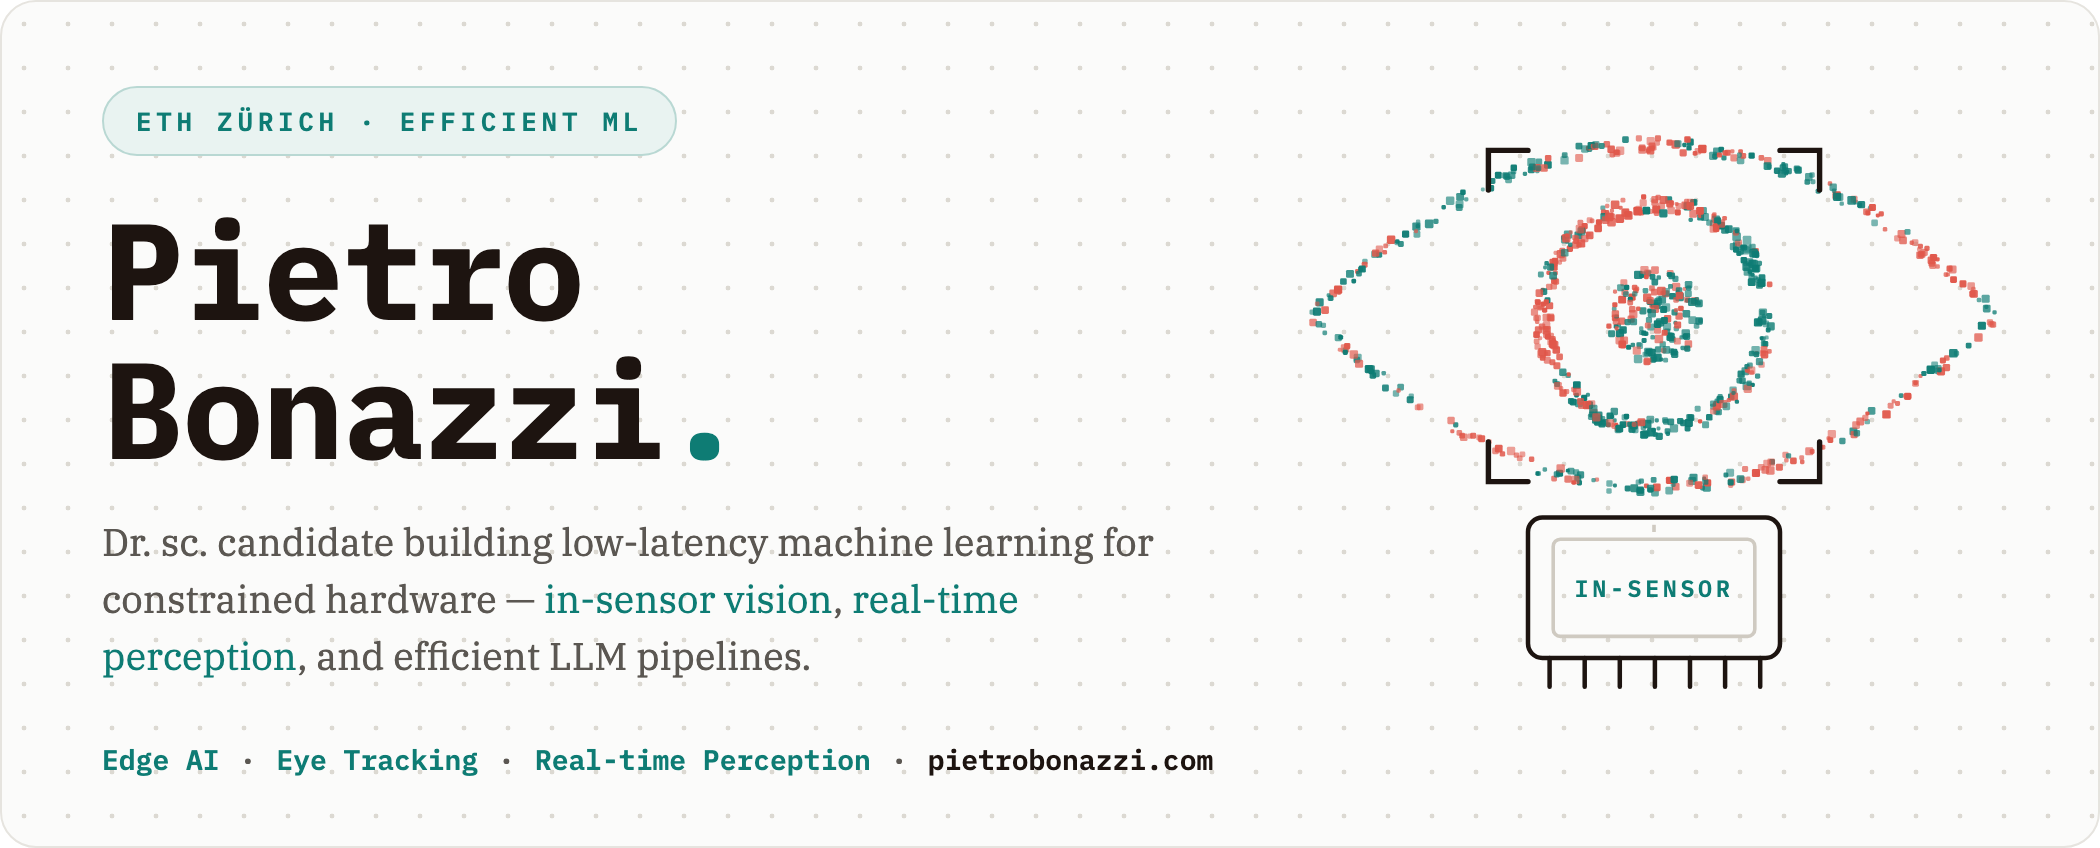 ETH ZÜRICH · EFFICIENT ML
Pietro
Bonazzi.
Dr. sc. candidate building low-latency machine learning for
constrained hardware — in-sensor vision, real-time
perception, and efficient LLM pipelines.
Edge AI · Eye Tracking · Real-time Perception · pietrobonazzi.com
IN-SENSOR